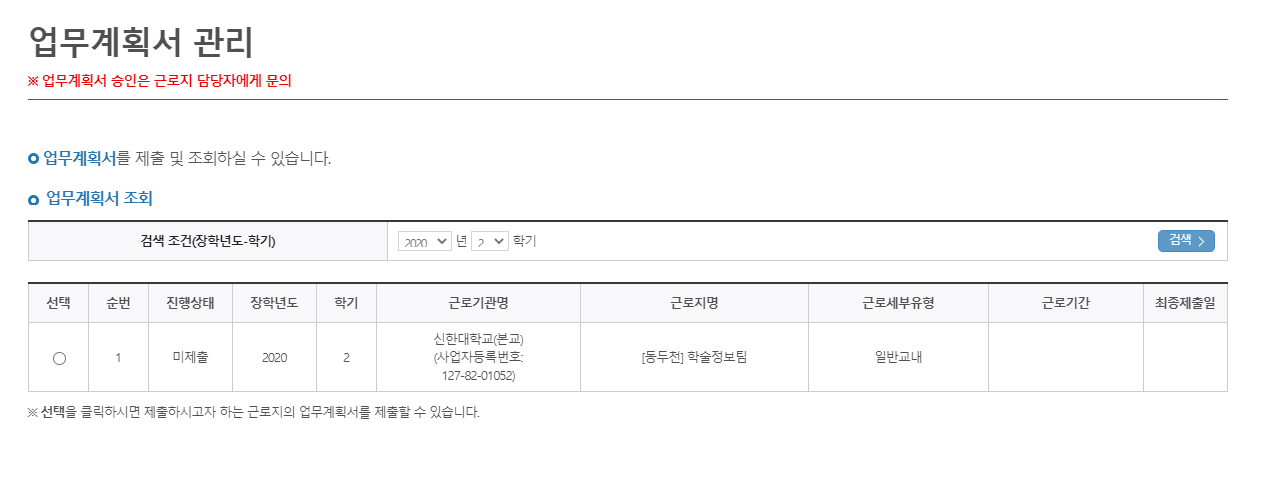 업무계획서 관리
※ 업무계획서 승인은 근로지 담당자에게 문의
업무계획서를 제출 및 조회하실 수 있습니다.
업무계획서 조회
검색 조건(장학년도-학기) 2020 년 2 학기 검색
선택 순번 진행상태 장학년도 학기 근로기관명 근로지명 근로세부유형 근로기간 최종제출일
신한대학교(본교)
1 미제출 2020 2 (사업자등록번호: [동두천] 학술정보팀 일반교내
127-82-01052)
※ 선택을 클릭하시면 제출하시고자 하는 근로지의 업무계획서를 제출할 수 있습니다.